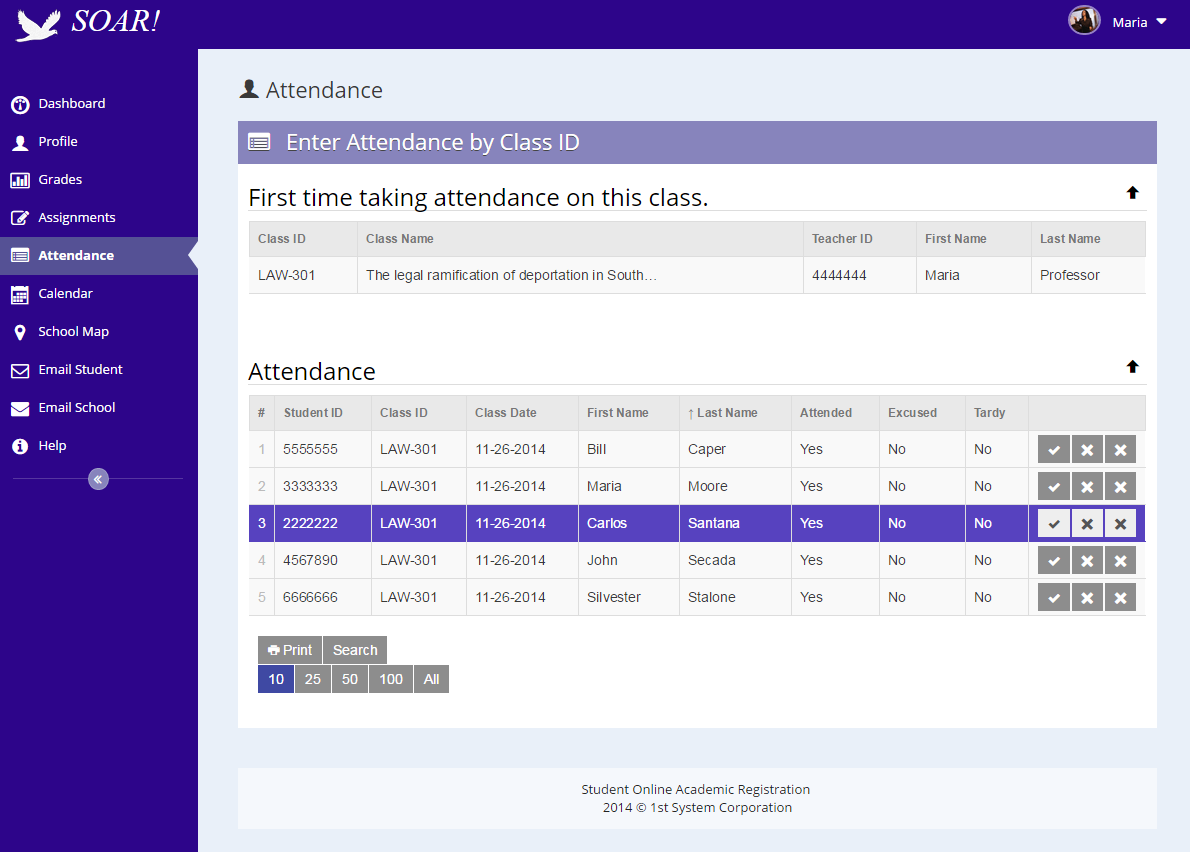 SOAR!
Maria
Dashboard
Profile
Grades
Assignments
Attendance
Calendar
School Map
Email Student
Email School
Help
Attendance
Enter Attendance by Class ID
First time taking attendance on this class.
Class ID Class Name Teacher ID First Name Last Name
LAW-301 The legal ramification of deportation in South… 4444444 Maria Professor
Attendance
# Student ID Class ID Class Date First Name ↑ Last Name Attended Excused Tardy
1 5555555 LAW-301 11-26-2014 Bill Caper Yes No No
2 3333333 LAW-301 11-26-2014 Maria Moore Yes No No
3 2222222 LAW-301 11-26-2014 Carlos Santana Yes No No
4 4567890 LAW-301 11-26-2014 John Secada Yes No No
5 6666666 LAW-301 11-26-2014 Silvester Stalone Yes No No
Print Search
10 25 50 100 All
Student Online Academic Registration
2014 © 1st System Corporation